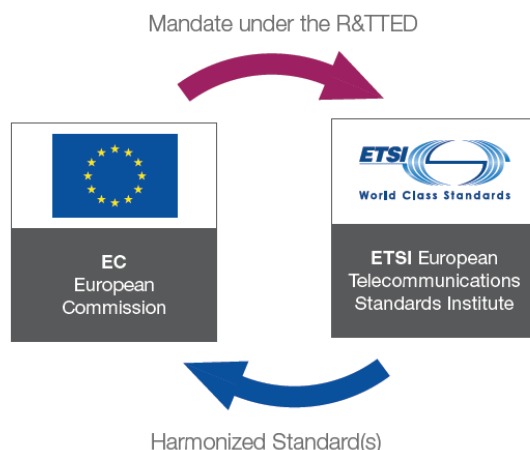 Mandate under the R&TTED
EC
European
Commission
ETSI
World Class Standards
ETSI European
Telecommunications
Standards Institute
Harmonized Standard(s)